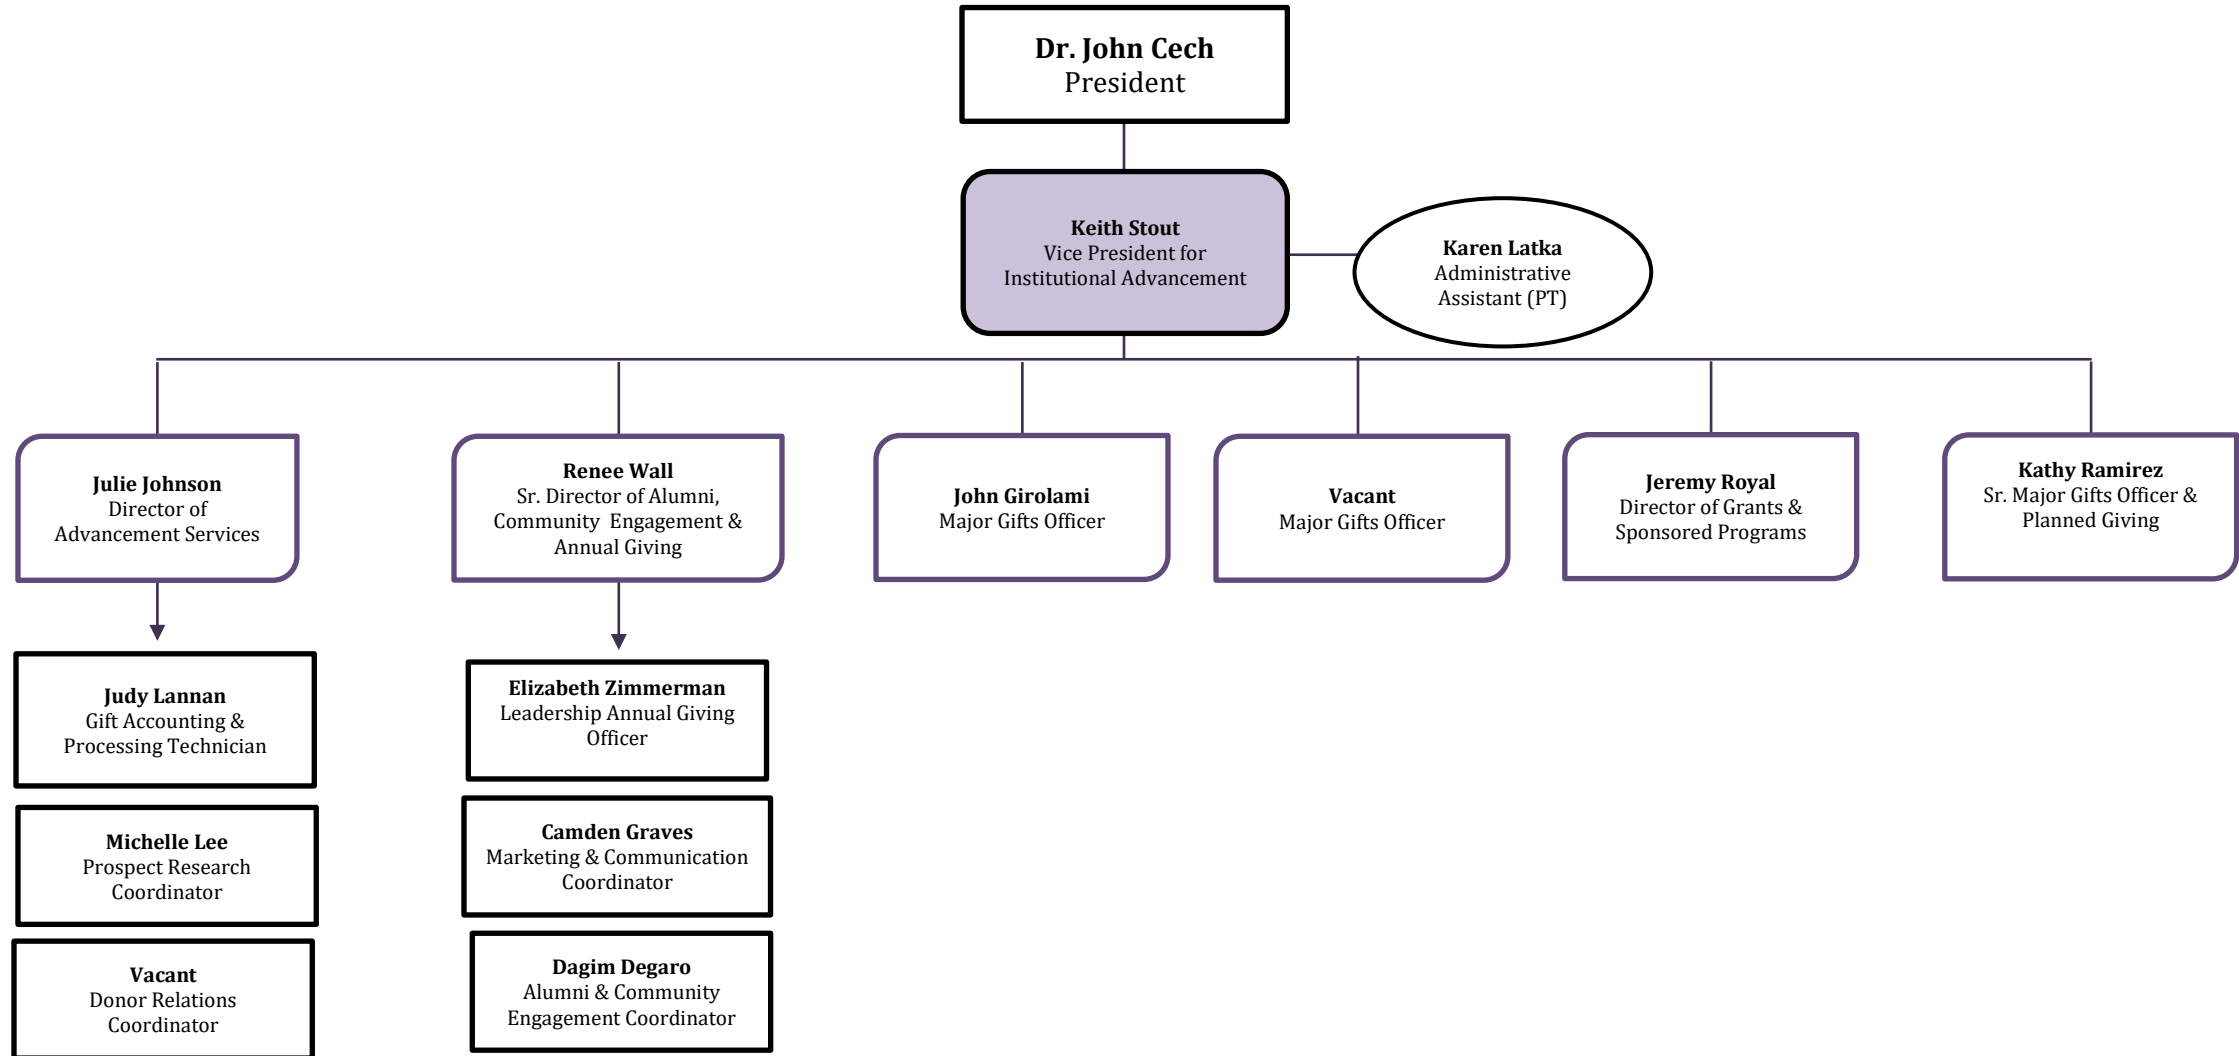 Dr. John Cech
President
Keith Stout
Vice President for
Institutional Advancement
Karen Latka
Administrative
Assistant (PT)
Julie Johnson
Director of
Advancement Services
Renee Wall
Sr. Director of Alumni,
Community Engagement &
Annual Giving
John Girolami
Major Gifts Officer
Vacant
Major Gifts Officer
Jeremy Royal
Director of Grants &
Sponsored Programs
Kathy Ramirez
Sr. Major Gifts Officer &
Planned Giving
Judy Lannan
Gift Accounting &
Processing Technician
Michelle Lee
Prospect Research
Coordinator
Vacant
Donor Relations
Coordinator
Elizabeth Zimmerman
Leadership Annual Giving
Officer
Camden Graves
Marketing & Communication
Coordinator
Dagim Degaro
Alumni & Community
Engagement Coordinator